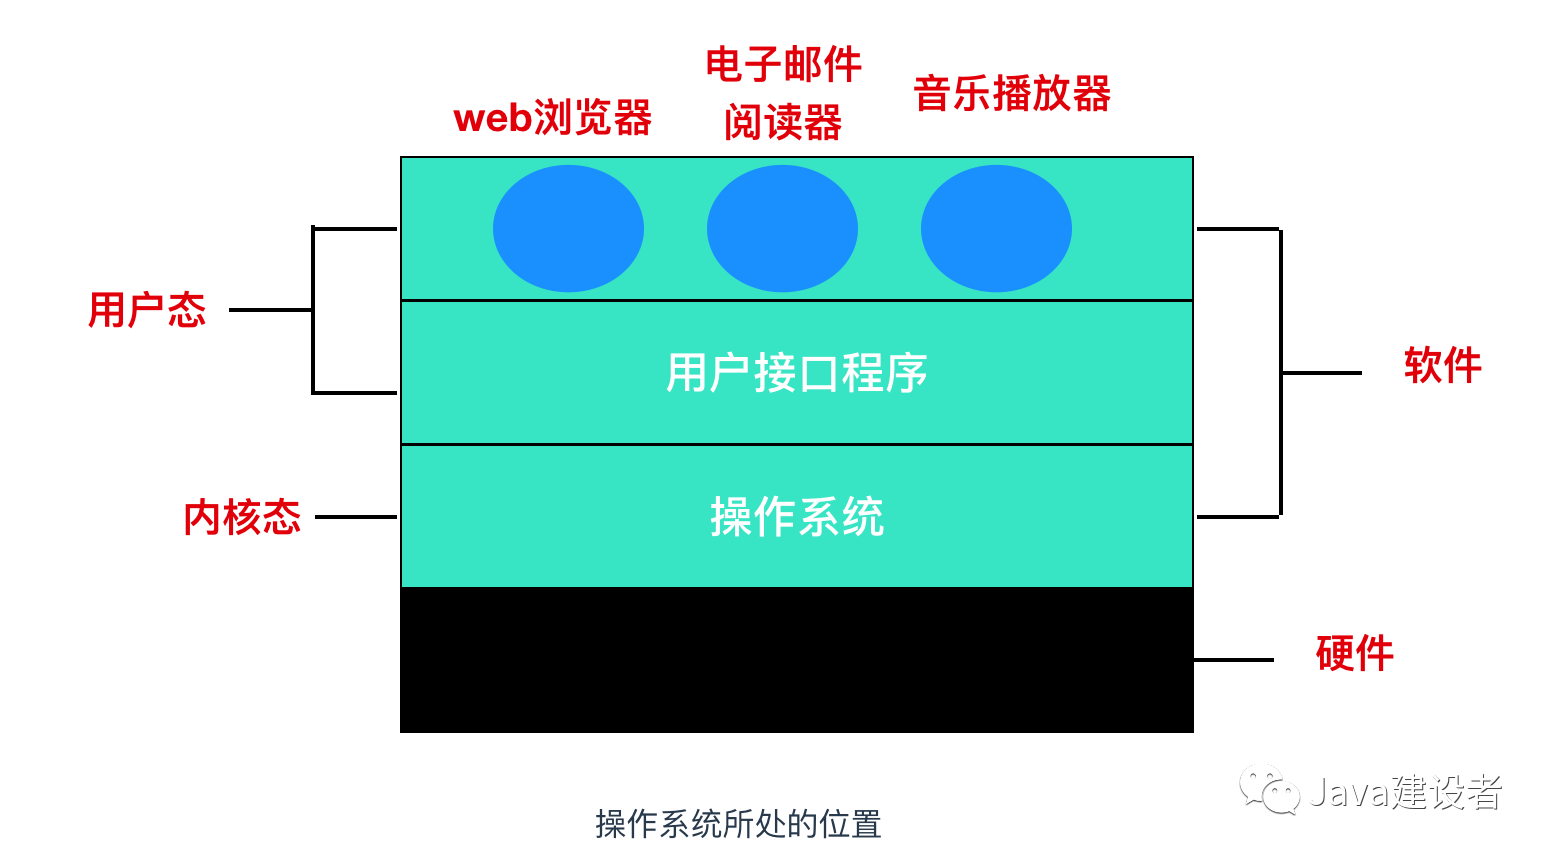 电子邮件
阅读器
web浏览器
音乐播放器
用户态
用户接口程序
软件
内核态
操作系统
硬件
Java建设者
操作系统所处的位置